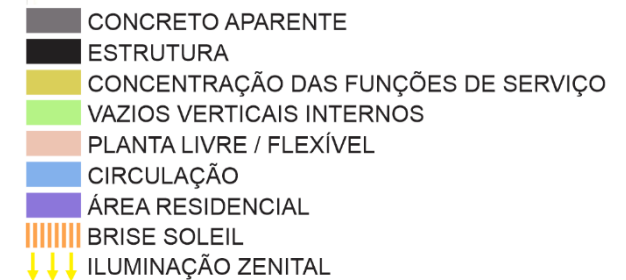 CONCRETO APARENTE
ESTRUTURA
CONCENTRAÇÃO DAS FUNÇÕES DE SERVIÇO
VAZIOS VERTICAIS INTERNOS
PLANTA LIVRE / FLEXÍVEL
CIRCULAÇÃO
ÁREA RESIDENCIAL
BRISE SOLEIL
ILUMINAÇÃO ZENITAL